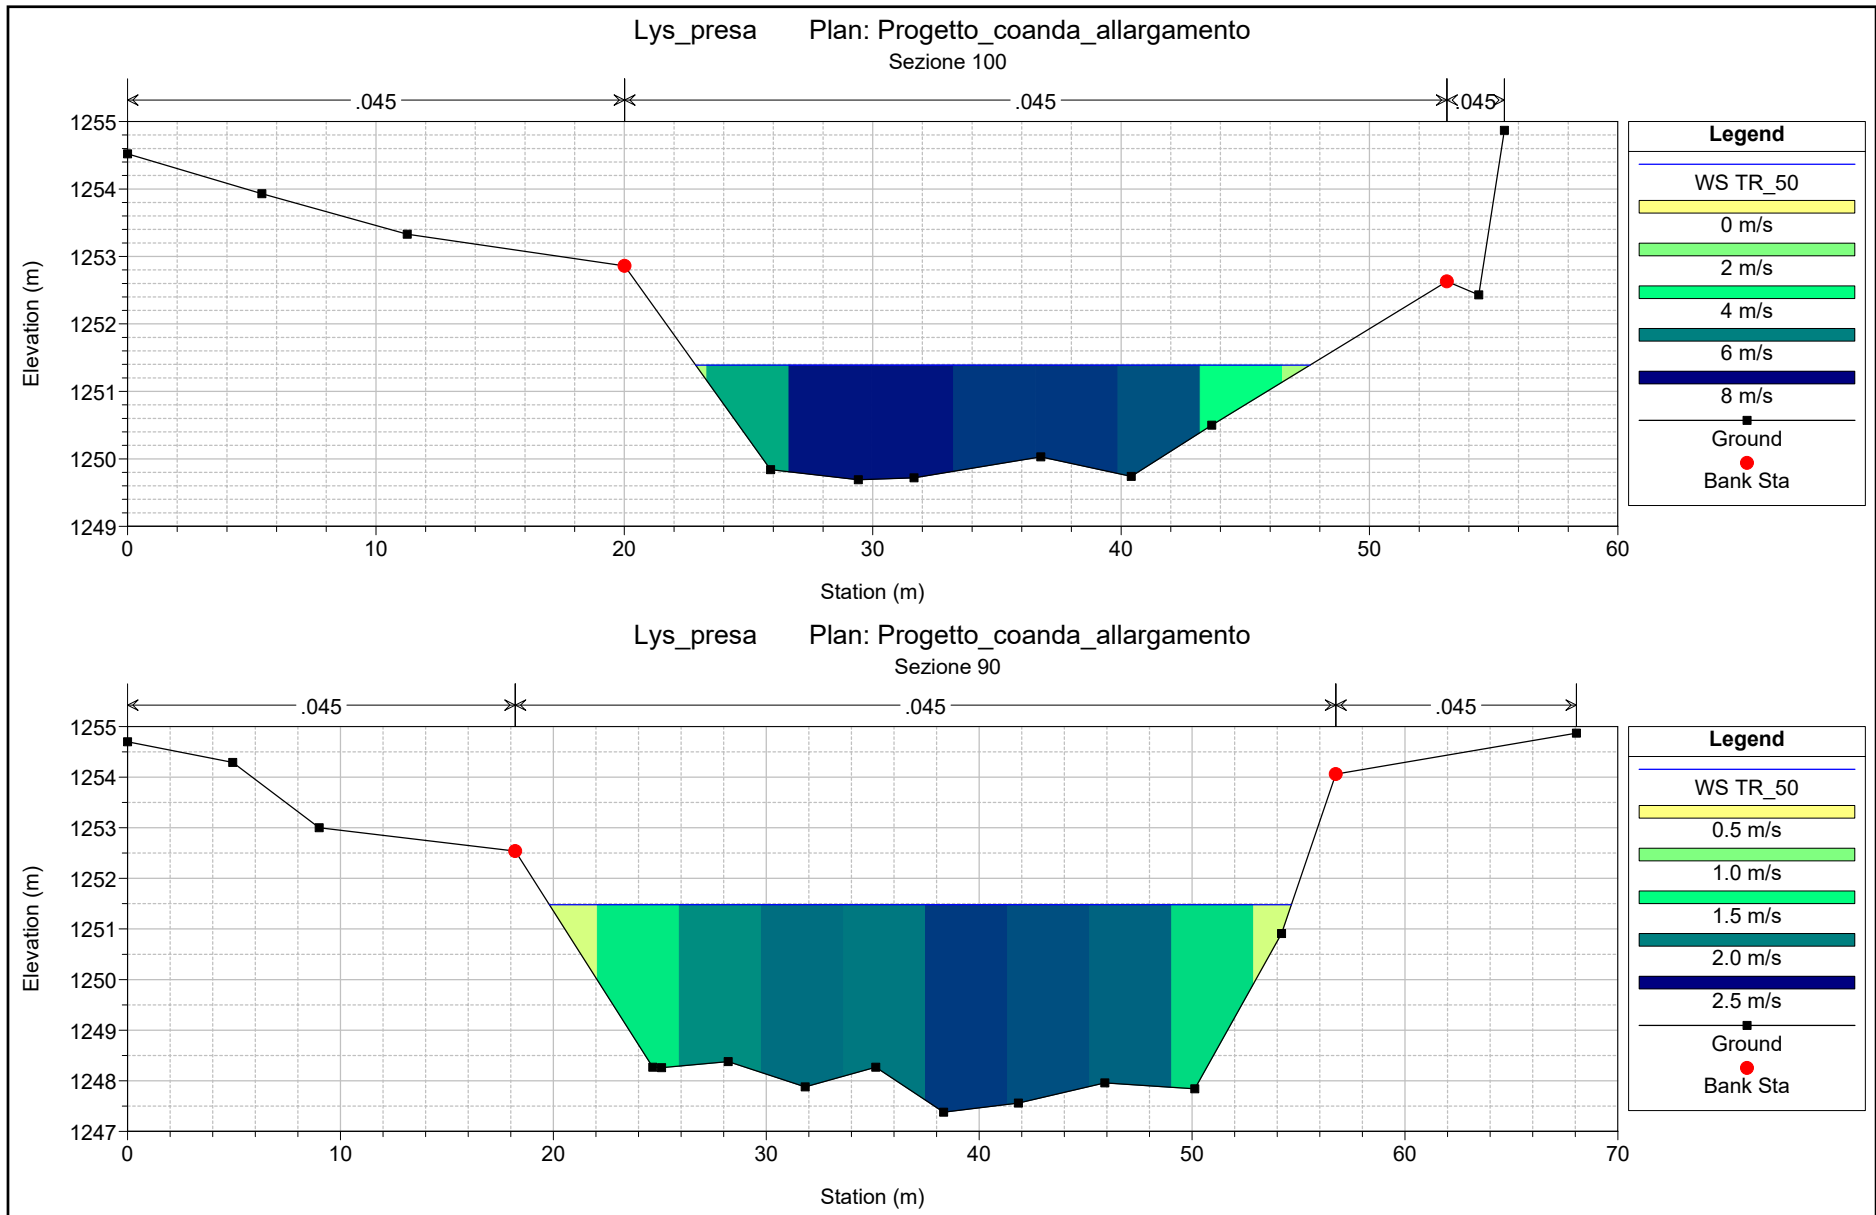 Lys_presa Plan: Progetto_coanda_allargamento
Sezione 100
.045 .045 .045
1255
1254
1253
1252
1251
1250
1249
Elevation (m)
0 10 20 30 40 50 60
Station (m)
Legend
WS TR_50
0 m/s
2 m/s
4 m/s
6 m/s
8 m/s
Ground
Bank Sta
Lys_presa Plan: Progetto_coanda_allargamento
Sezione 90
.045 .045 .045
1255
1254
1253
1252
1251
1250
1249
1248
1247
Elevation (m)
0 10 20 30 40 50 60 70
Station (m)
Legend
WS TR_50
0.5 m/s
1.0 m/s
1.5 m/s
2.0 m/s
2.5 m/s
Ground
Bank Sta